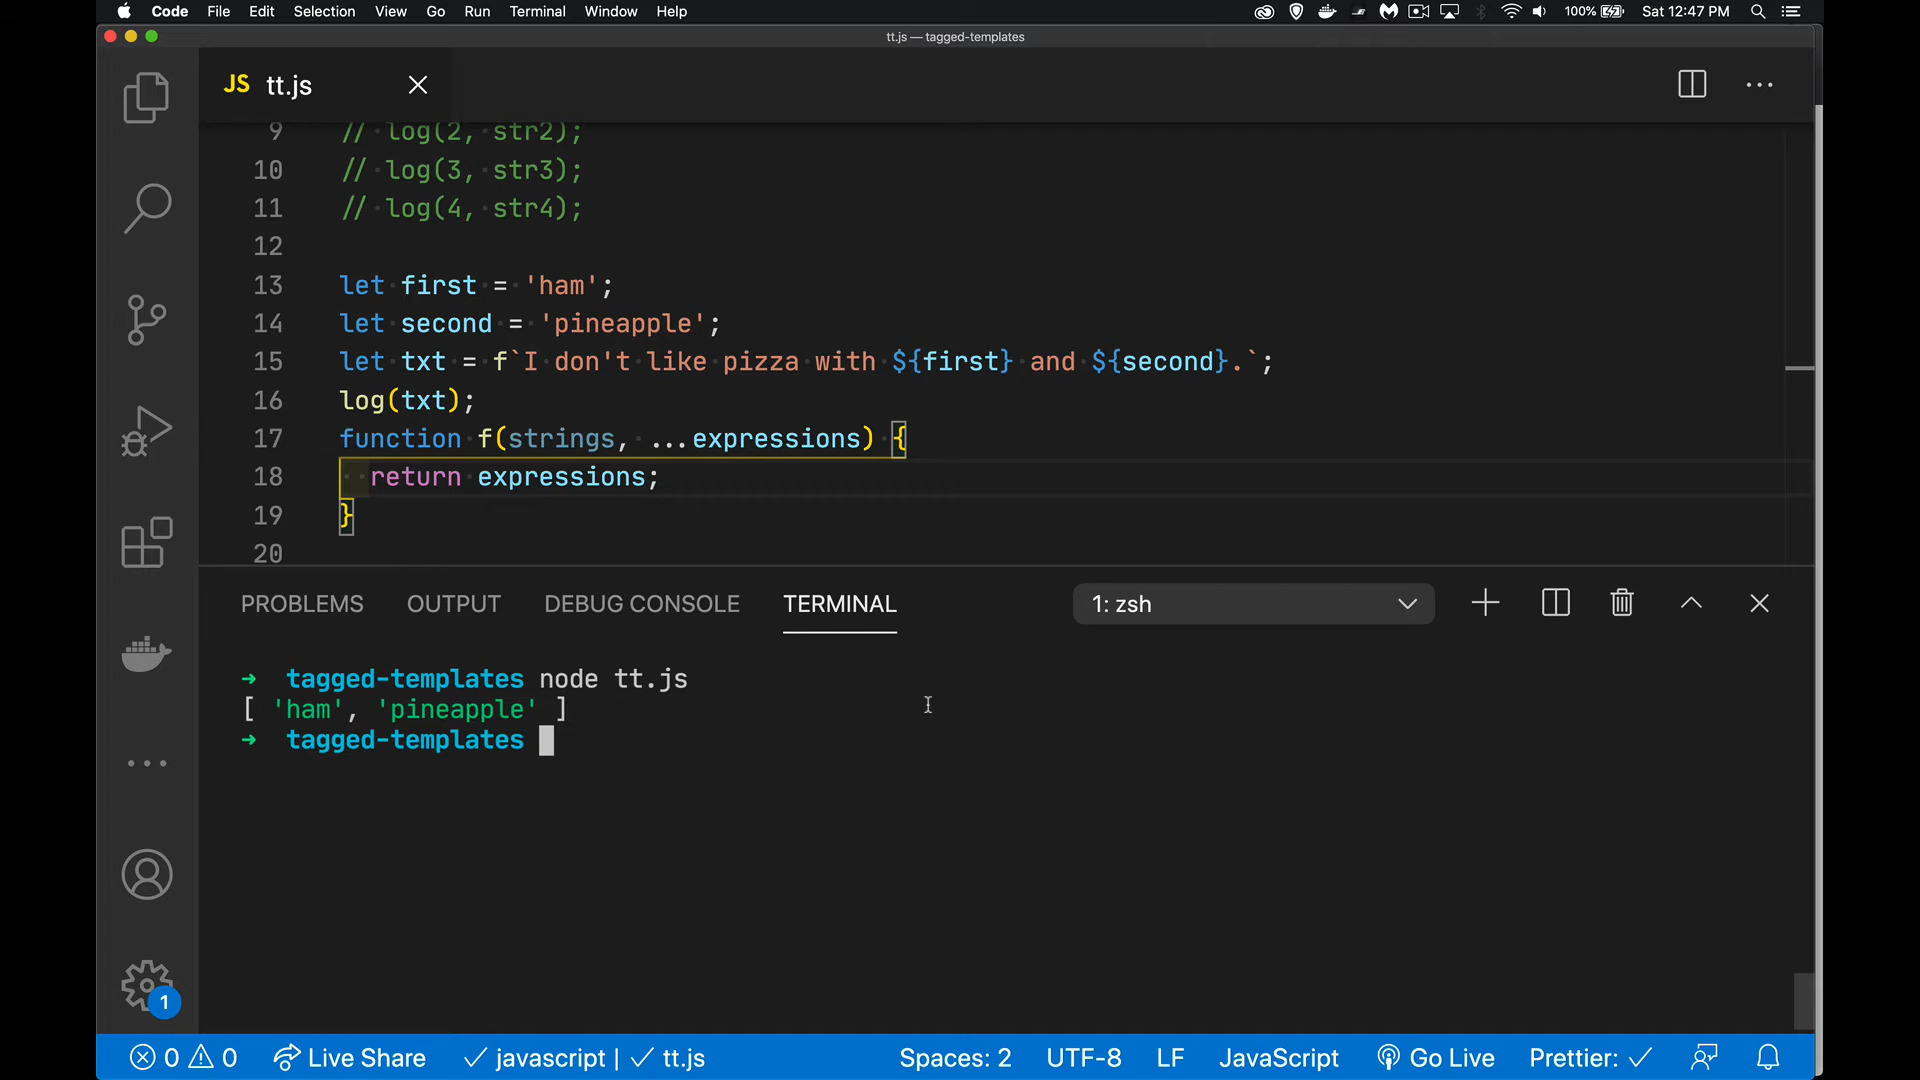 Code File Edit Selection View Go Run Terminal Window Help 100% Sat 12:47 PM
tt.js — tagged-templates
JS tt.js
9 // log(2, str2);
10 // log(3, str3);
11 // log(4, str4);
12
13 let first = 'ham';
14 let second = 'pineapple';
15 let txt = f`I don't like pizza with ${first} and ${second}.`;
16 log(txt);
17 function f(strings, ...expressions) {
18 return expressions;
19 }
20
PROBLEMS OUTPUT DEBUG CONSOLE TERMINAL 1: zsh
➜ tagged-templates node tt.js
[ 'ham', 'pineapple' ]
➜ tagged-templates
1
0 0 Live Share ✓ javascript | ✓ tt.js Spaces: 2 UTF-8 LF JavaScript Go Live Prettier: ✓